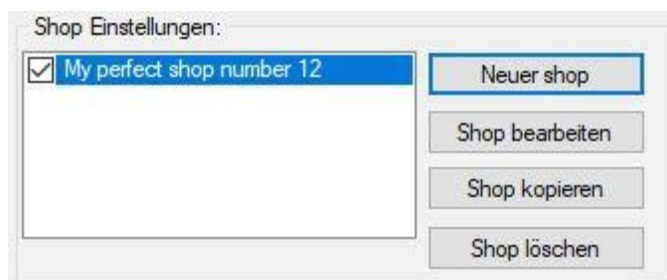 Shop Einstellungen:
My perfect shop number 12
Neuer shop
Shop bearbeiten
Shop kopieren
Shop löschen